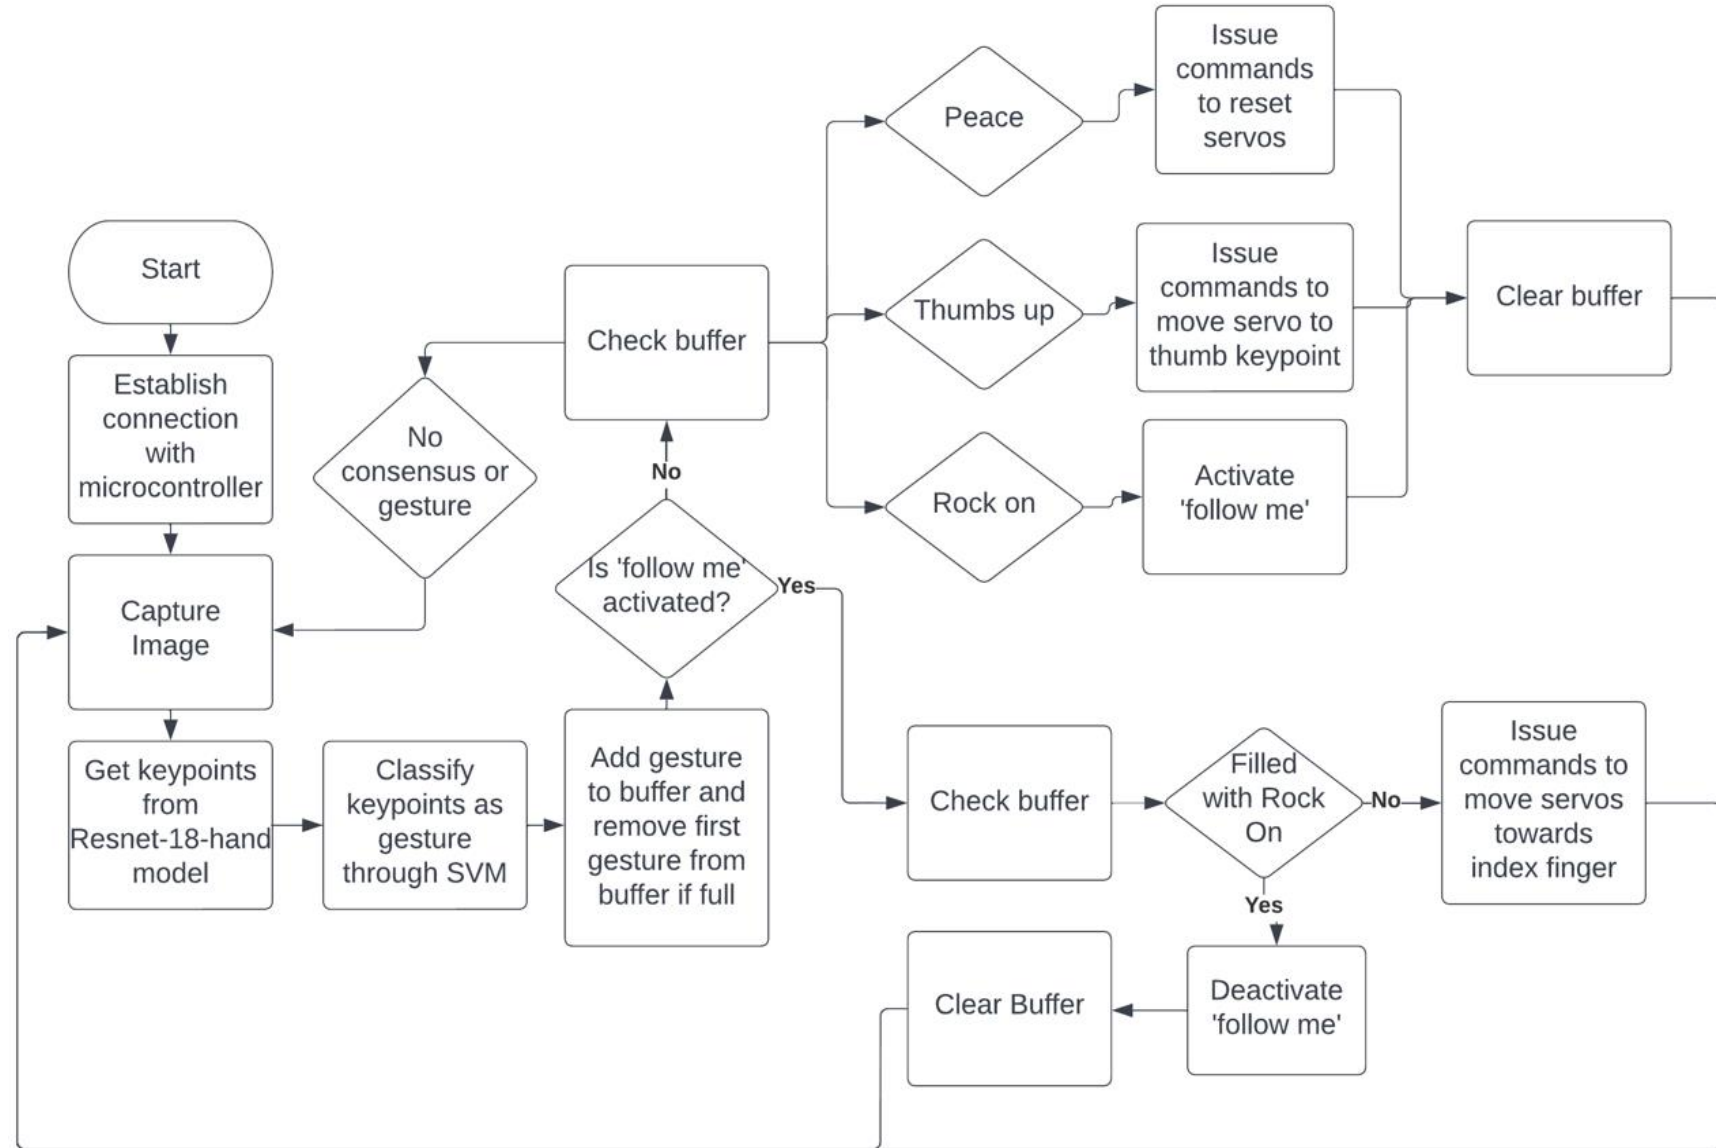 Start
Establish
connection
with
microcontroller
Capture
Image
Get keypoints
from
Resnet-18-hand
model
Classify
keypoints as
gesture
through SVM
Add gesture
to buffer and
remove first
gesture from
buffer if full
Is 'follow me'
activated?
No
Yes
Check buffer
No
consensus or
gesture
Peace
Issue
commands
to reset
servos
Thumbs up
Issue
commands to
move servo to
thumb keypoint
Rock on
Activate
'follow me'
Clear buffer
Check buffer
Filled
with Rock
On
No
Issue
commands to
move servos
towards
index finger
Yes
Deactivate
'follow me'
Clear Buffer